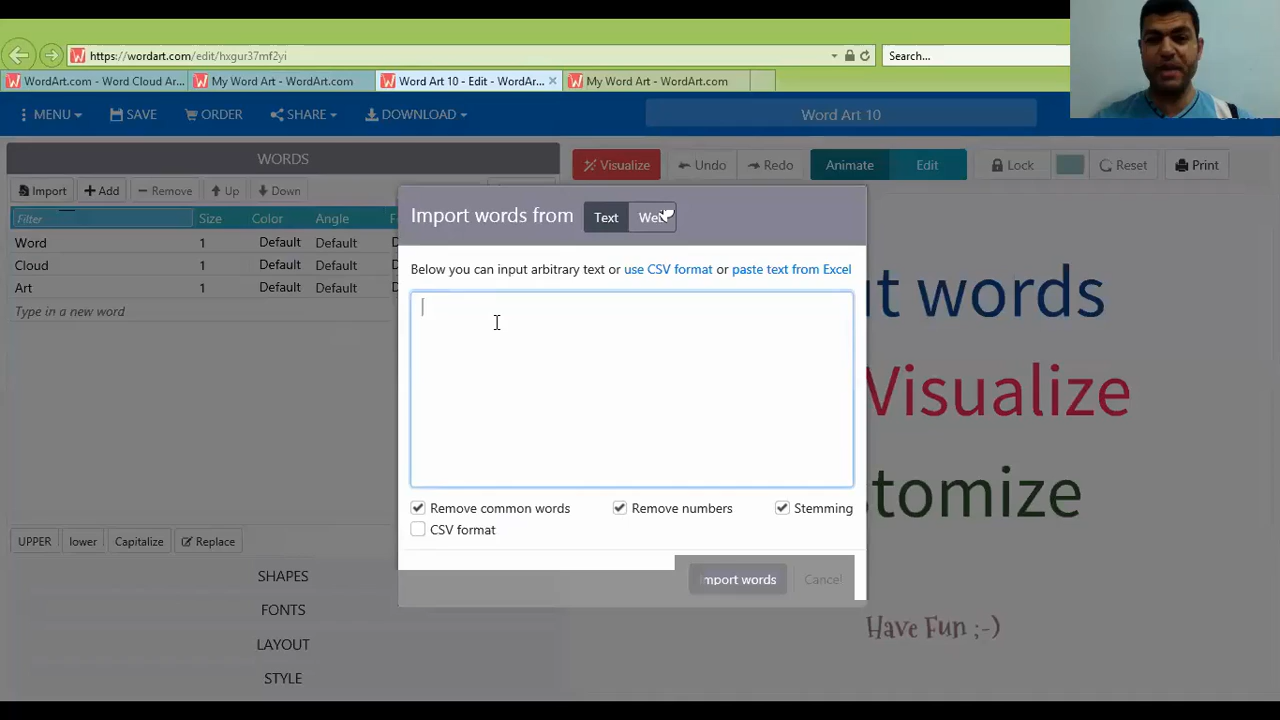 https://wordart.com/edit/hxgur37mf2yi
Search...
WordArt.com - Word Cloud Ar...
My Word Art - WordArt.com
Word Art 10 - Edit - WordAr...
My Word Art - WordArt.com
MENU
SAVE
ORDER
SHARE
DOWNLOAD
Word Art 10
WORDS
Visualize
Undo
Redo
Animate
Edit
Lock
Reset
Print
Import
Add
Remove
Up
Down
Filter
Size
Color
Angle
Word 1 Default Default
Cloud 1 Default Default
Art 1 Default Default
Type in a new word
Import words from
Text
Below you can input arbitrary text or use CSV format or paste text from Excel
Remove common words
Remove numbers
Stemming
CSV format
Import words
Cancel
UPPER
lower
Capitalize
Replace
SHAPES
FONTS
LAYOUT
STYLE
words
Visualize
Have Fun ;-)